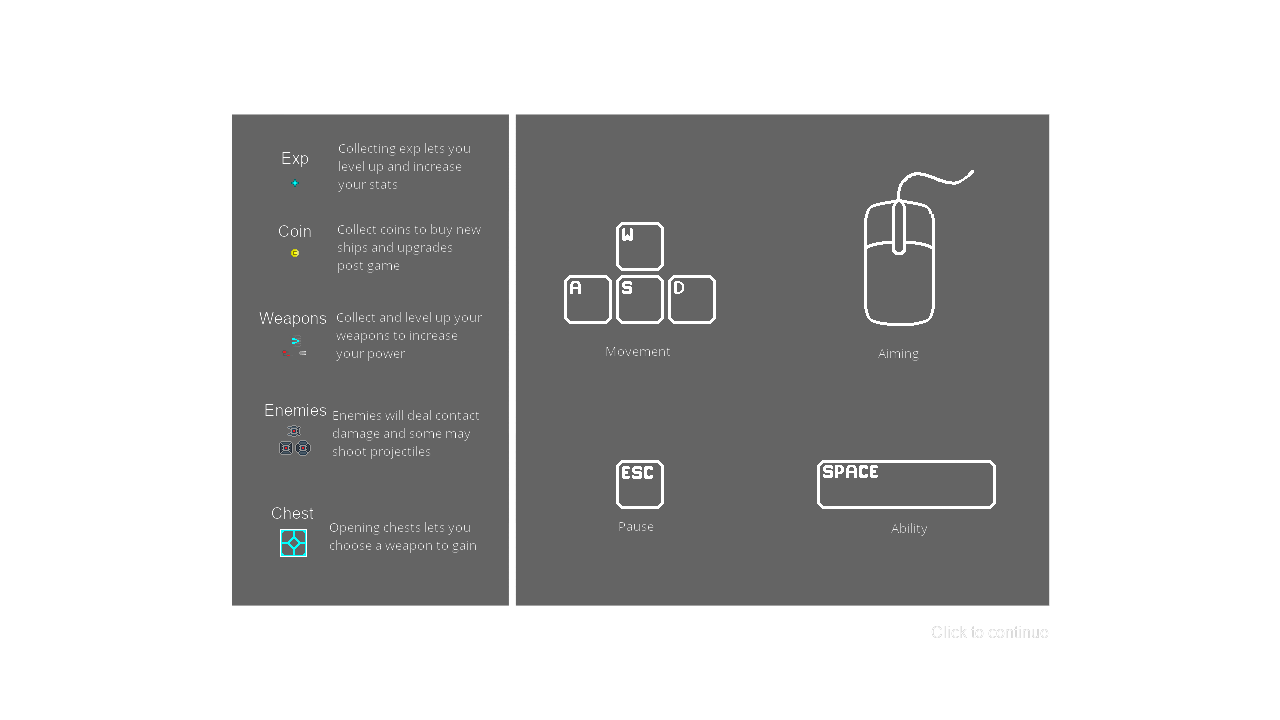 Exp
Collecting exp lets you
level up and increase
your stats
Coin
Collect coins to buy new
ships and upgrades
post game
Weapons
Collect and level up your
weapons to increase
your power
Enemies
Enemies will deal contact
damage and some may
shoot projectiles
Chest
Opening chests lets you
choose a weapon to gain
W
A S D
Movement
Aiming
ESC
Pause
SPACE
Ability
Click to continue